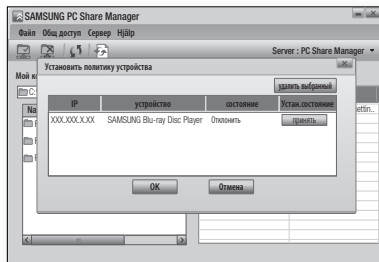 SAMSUNG PC Share Manager
Файл Общ доступ Сервер Hjälp
Server : PC Share Manager
Установить политику устройства
Мой к
удалить выбранный
C:
IP устройство состояние Устан.состояние
Na
XXX.XXX.X.XX SAMSUNG Blu-ray Disc Player Отклонить принять
OK Отмена